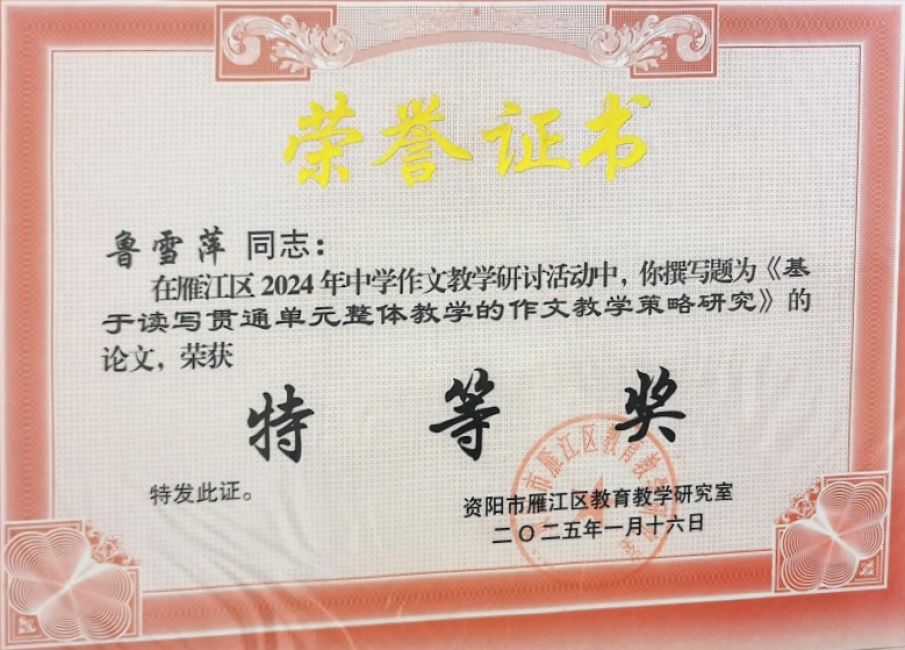 荣誉证书
鲁雪萍 同志：
在雁江区2024年中学作文教学研讨活动中，你撰写题为《基
于读写贯通单元整体教学的作文教学策略研究》的
论文，荣获
特等奖
特发此证。
资阳市雁江区教育教学研究室
二〇二五年一月十六日